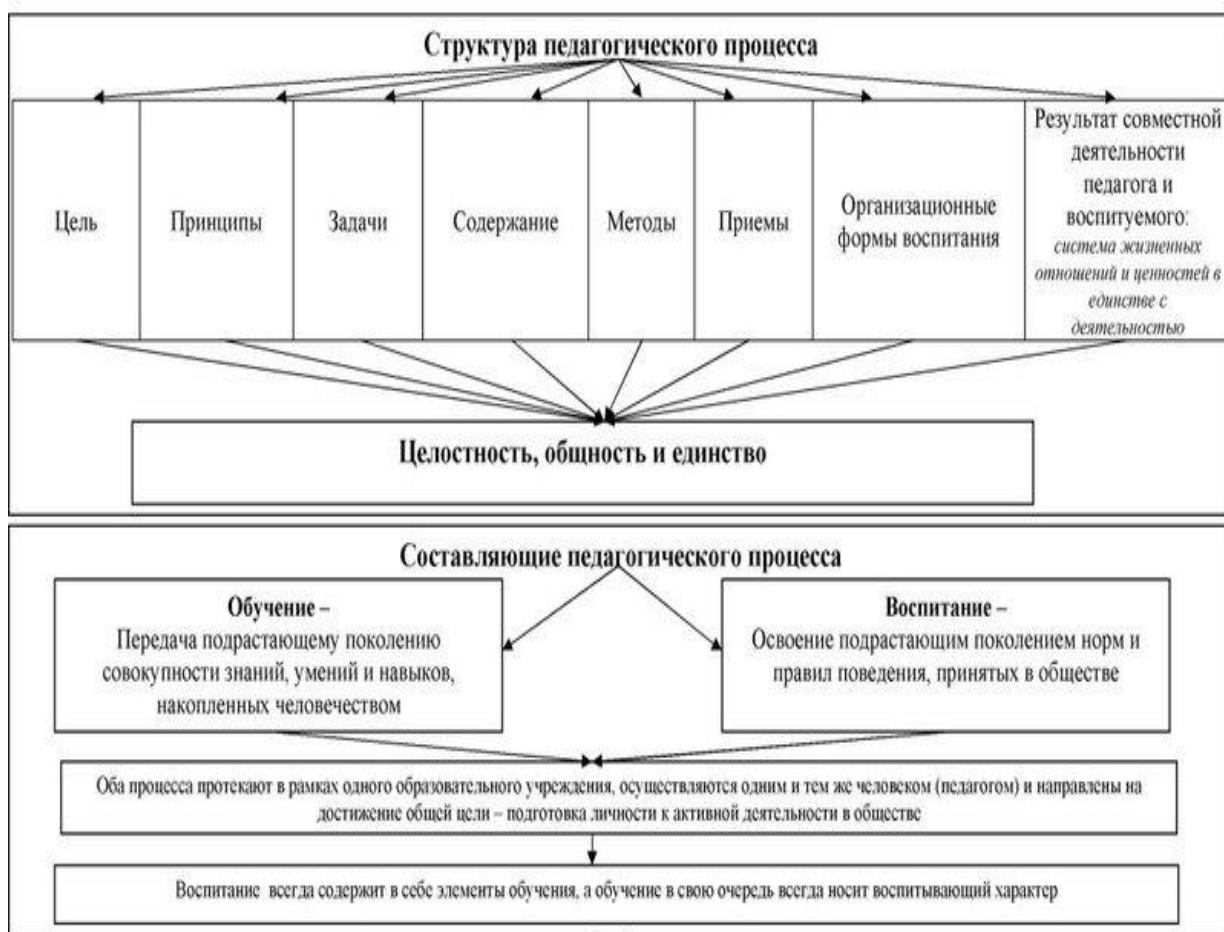 Структура педагогического процесса
Цель
Принципы
Задачи
Содержание
Методы
Приемы
Организационные
формы воспитания
Результат совместной
деятельности
педагога и
воспитуемого:
система жизненных
отношений и ценностей в
единстве с
деятельностью
Целостность, общность и единство
Составляющие педагогического процесса
Обучение –
Передача подрастающему поколению
совокупности знаний, умений и навыков,
накопленных человечеством
Воспитание –
Освоение подрастающим поколением норм и
правил поведения, принятых в обществе
Оба процесса протекают в рамках одного образовательного учреждения, осуществляются одним и тем же человеком (педагогом) и направлены на
достижение общей цели – подготовка личности к активной деятельности в обществе
Воспитание всегда содержит в себе элементы обучения, а обучение в свою очередь всегда носит воспитывающий характер